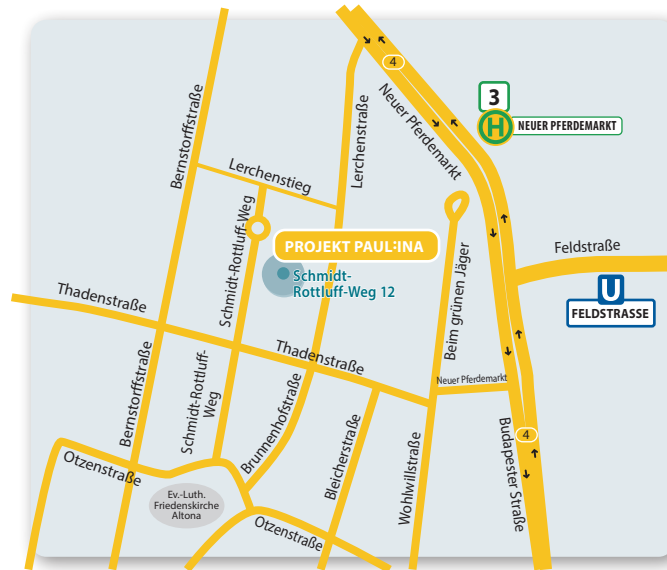 4
Neuer Pferdemarkt
3
H
NEUER PFERDEMARKT
Bernstorffstraße
Lerchenstraße
Lerchenstieg
Schmidt-Rottluff-Weg
PROJEKT PAUL:INA
Schmidt-
Rottluff-Weg 12
Beim grünen Jäger
Feldstraße
U
FELDSTRASSE
Thadenstraße
Thadenstraße
Neuer Pferdemarkt
Bernstorffstraße
Schmidt-Rottluff-
Weg
Brunnenhofstraße
Bleicherstraße
Wohlwillstraße
4
Budapester Straße
Otzenstraße
Ev.-Luth.
Friedenskirche
Altona
Otzenstraße